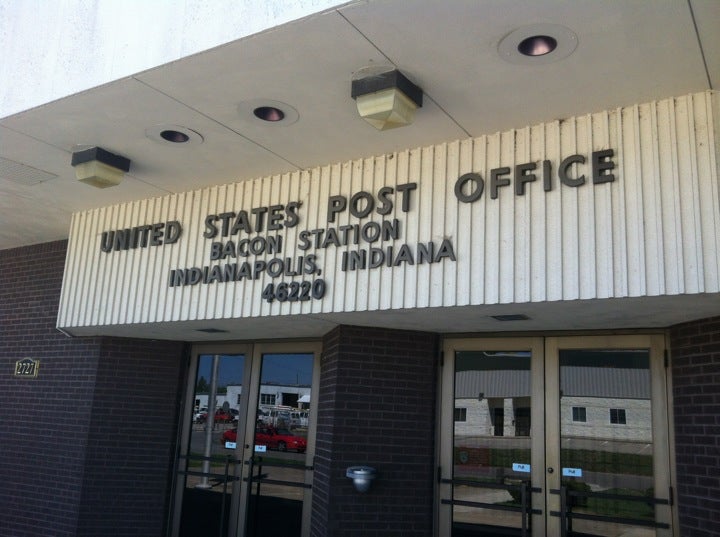 UNITED STATES POST OFFICE
BACON STATION
INDIANAPOLIS, INDIANA
46220
2727